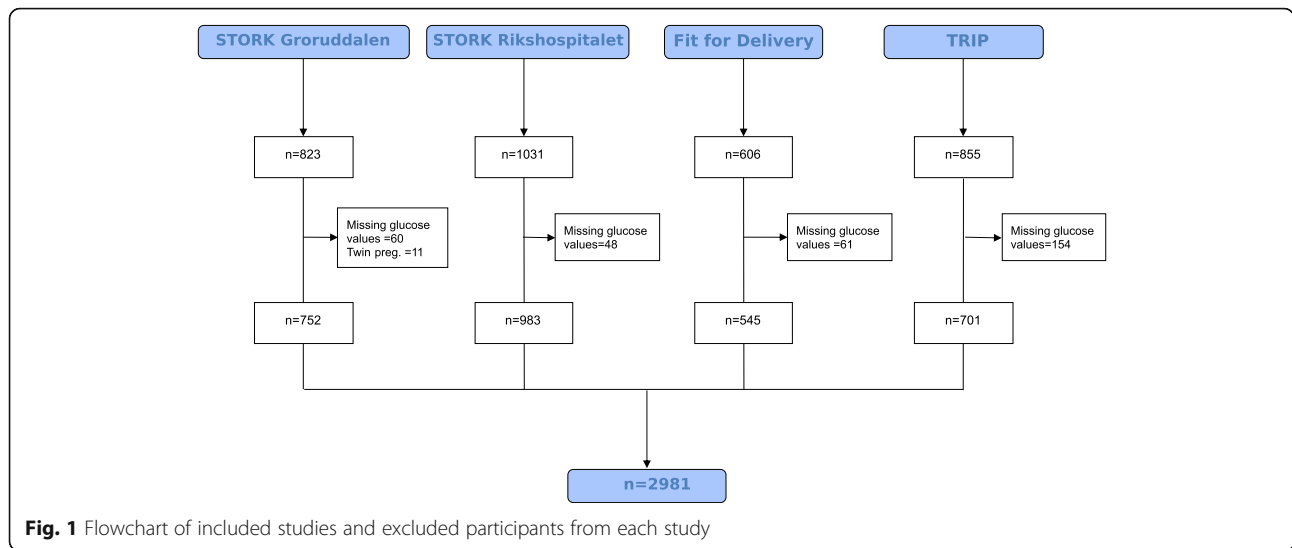 STORK Groruddalen
STORK Rikshospitalet
Fit for Delivery
TRIP
n=823
n=1031
n=606
n=855
Missing glucose
values =60
Twin preg. =11
Missing glucose
values=48
Missing glucose
values =61
Missing glucose
values=154
n=752
n=983
n=545
n=701
n=2981
Fig. 1 Flowchart of included studies and excluded participants from each study